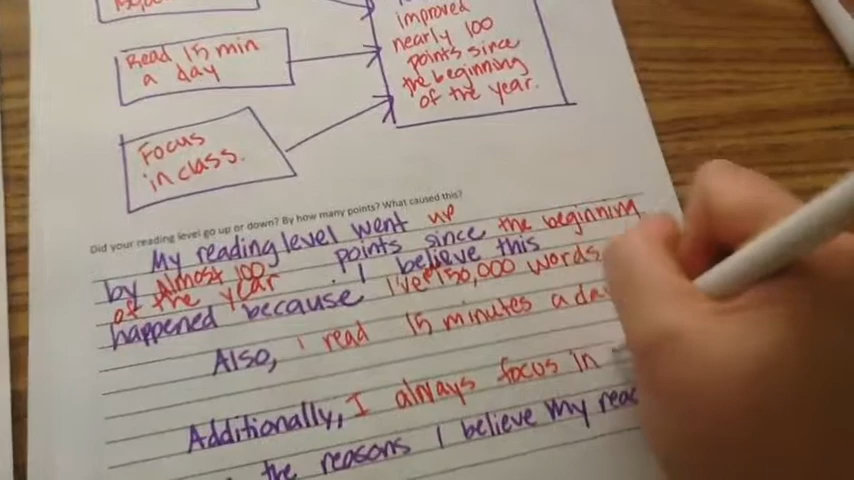 improved
nearly 100
points since
the beginning
of the year.
Read 15 min
a day
Focus
in class.
Did your reading level go up or down? By how many points? What caused this?
My reading level went up
by almost 100 points since the beginning
of the year I believe this
happened because I've 150,000 words
Also, i read 15 minutes a day
Additionally, I always focus in
the reasons I believe my